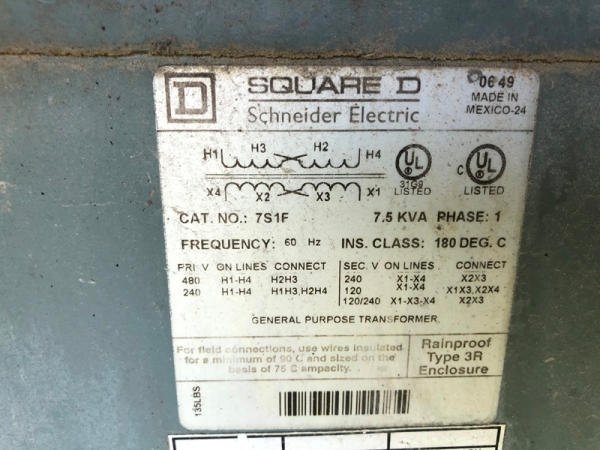 D SQUARE D 0649
Schneider Electric MADE IN
MEXICO-24
H1 H3 H2 H4
X4 X2 X3 X1
UL 31G9 LISTED
C UL LISTED
CAT. NO.: 7S1F 7.5 KVA PHASE: 1
FREQUENCY: 60 Hz INS. CLASS: 180 DEG. C
PRI V ON LINES CONNECT SEC. V ON LINES CONNECT
480 H1-H4 H2H3 240 X1-X4 X2X3
240 H1-H4 H1H3,H2H4 120 X1-X4 X1X3,X2X4
120/240 X1-X3-X4 X2X3
GENERAL PURPOSE TRANSFORMER
For field connections, use wires insulated
for a minimum of 90 C and sized on the
basis of 75 C ampacity.
Rainproof
Type 3R
Enclosure
135LBS